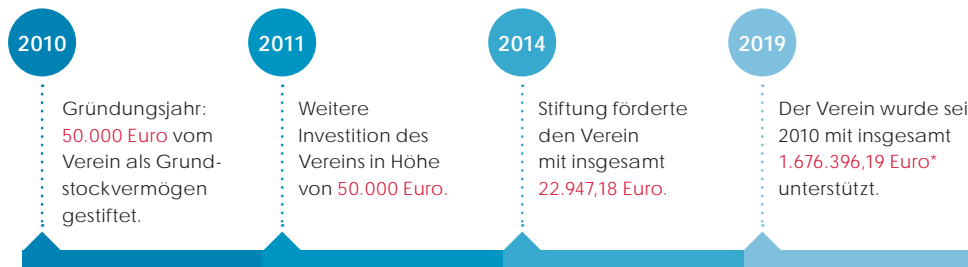 2010
Gründungsjahr:
50.000 Euro vom
Verein als Grund-
stockvermögen
gestiftet.
2011
Weitere
Investition des
Vereins in Höhe
von 50.000 Euro.
2014
Stiftung förderte
den Verein
mit insgesamt
22.947,18 Euro.
2019
Der Verein wurde sei
2010 mit insgesamt
1.676.396,19 Euro*
unterstützt.